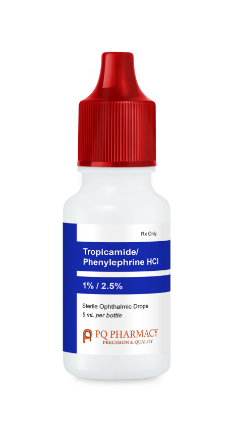 Rx Only
Tropicamide/
Phenylephrine HCl
1% / 2.5%
Sterile Ophthalmic Drops
5 mL per bottle
PQ PHARMACY
PRECISION & QUALITY